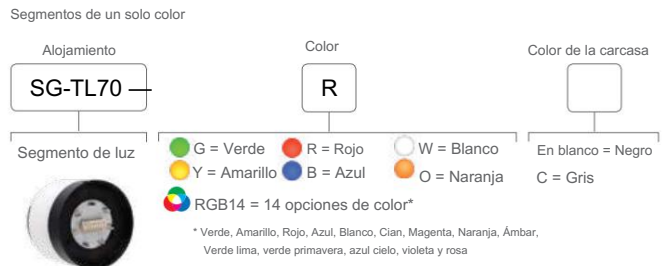 Segmentos de un solo color
Alojamiento
Color
Color de la carcasa
SG-TL70
R
Segmento de luz
G = Verde
R = Rojo
W = Blanco
Y = Amarillo
B = Azul
O = Naranja
RGB14 = 14 opciones de color*
* Verde, Amarillo, Rojo, Azul, Blanco, Cian, Magenta, Naranja, Ámbar,
Verde lima, verde primavera, azul cielo, violeta y rosa
En blanco = Negro
C = Gris